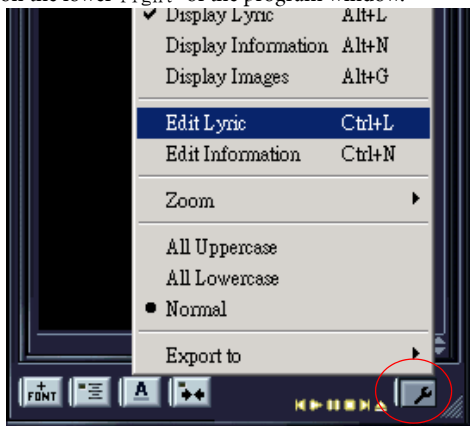 on the lower right of the program window.
Display Lyric Alt+L
Display Information Alt+N
Display Images Alt+G
Edit Lyric Ctrl+L
Edit Information Ctrl+N
Zoom
All Uppercase
All Lowercase
Normal
Export to
FONT A